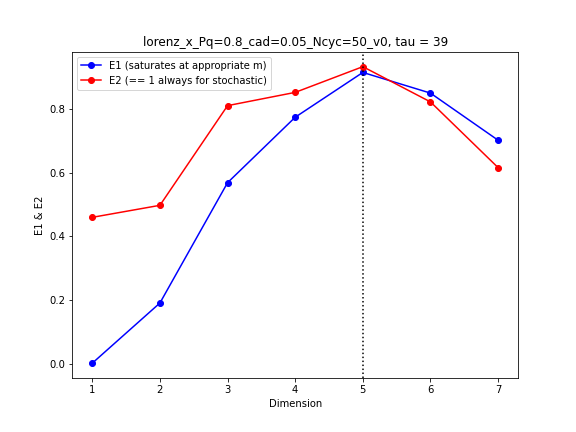 lorenz_x_Pq=0.8_cad=0.05_Ncyc=50_v0, tau = 39
E1 (saturates at appropriate m)
E2 (== 1 always for stochastic)
E1 & E2
0.8
0.6
0.4
0.2
0.0
1 2 3 4 5 6 7
Dimension